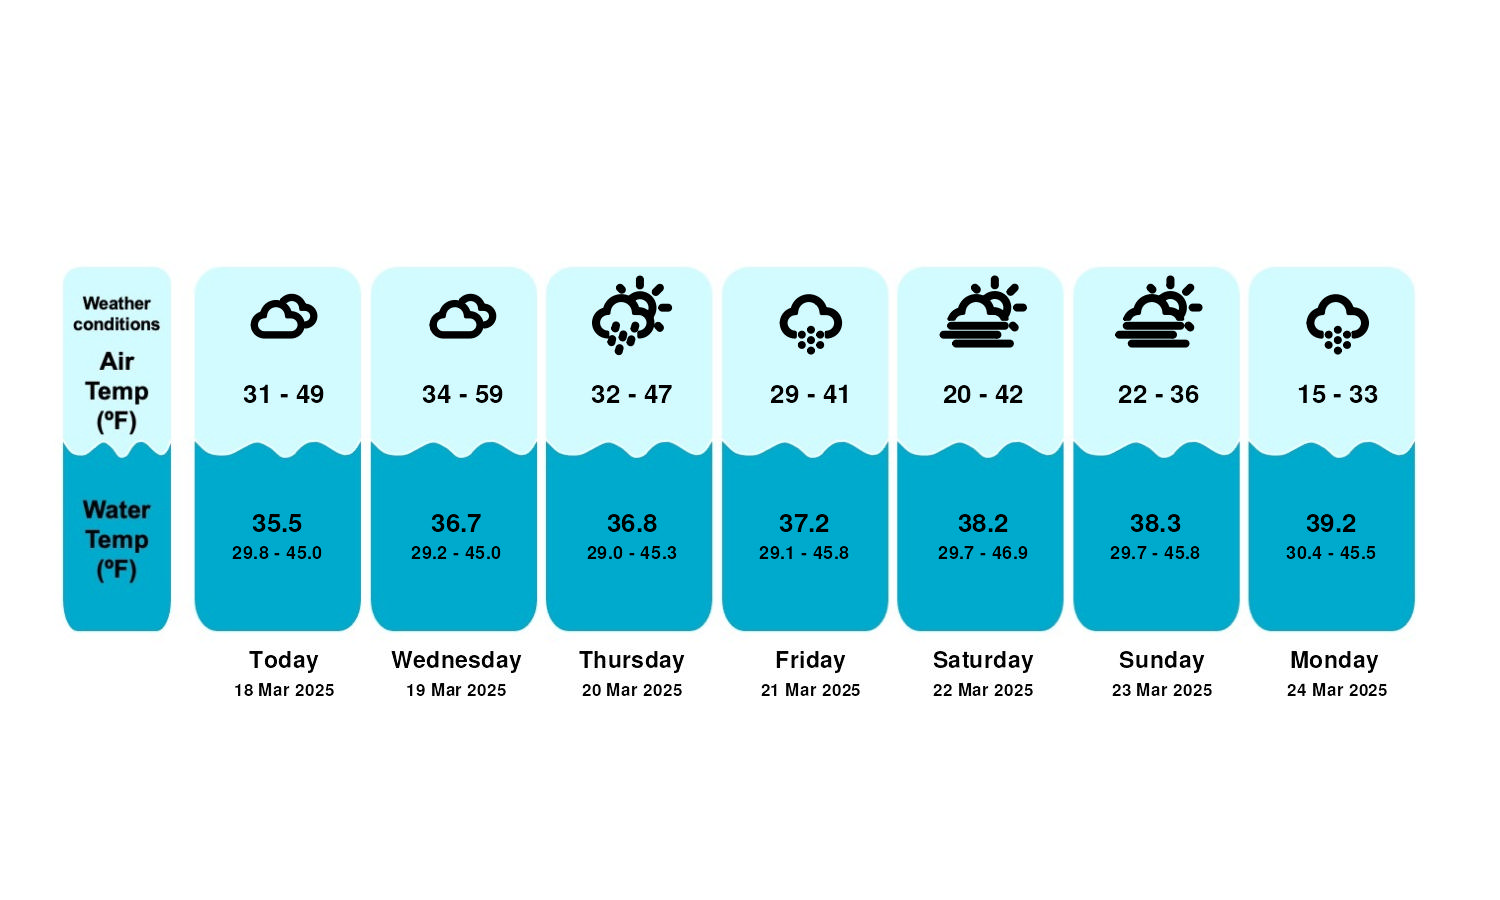 Weather
conditions
Air
Temp
(ºF)
31 - 49
34 - 59
32 - 47
29 - 41
20 - 42
22 - 36
15 - 33
Water
Temp
(ºF)
35.5
29.8 - 45.0
36.7
29.2 - 45.0
36.8
29.0 - 45.3
37.2
29.1 - 45.8
38.2
29.7 - 46.9
38.3
29.7 - 45.8
39.2
30.4 - 45.5
Today
18 Mar 2025
Wednesday
19 Mar 2025
Thursday
20 Mar 2025
Friday
21 Mar 2025
Saturday
22 Mar 2025
Sunday
23 Mar 2025
Monday
24 Mar 2025